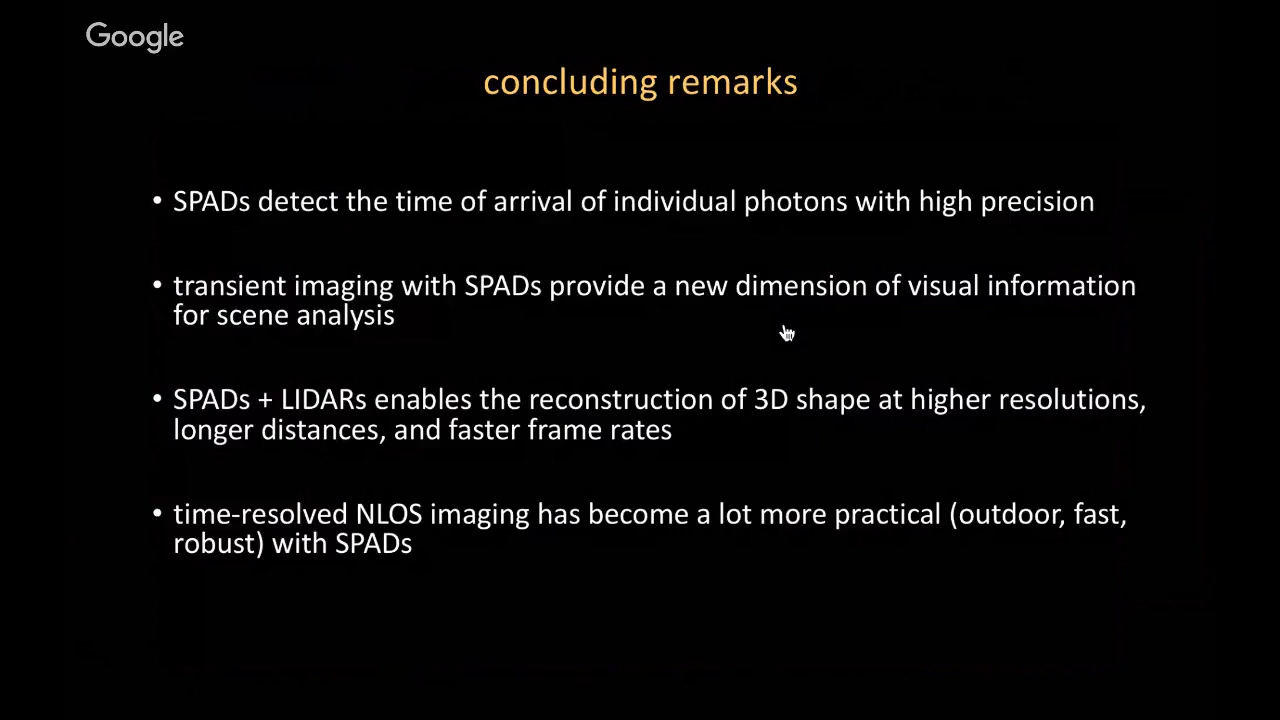 Google
concluding remarks
• SPADs detect the time of arrival of individual photons with high precision
• transient imaging with SPADs provide a new dimension of visual information
for scene analysis
• SPADs + LIDARs enables the reconstruction of 3D shape at higher resolutions,
longer distances, and faster frame rates
• time-resolved NLOS imaging has become a lot more practical (outdoor, fast,
robust) with SPADs